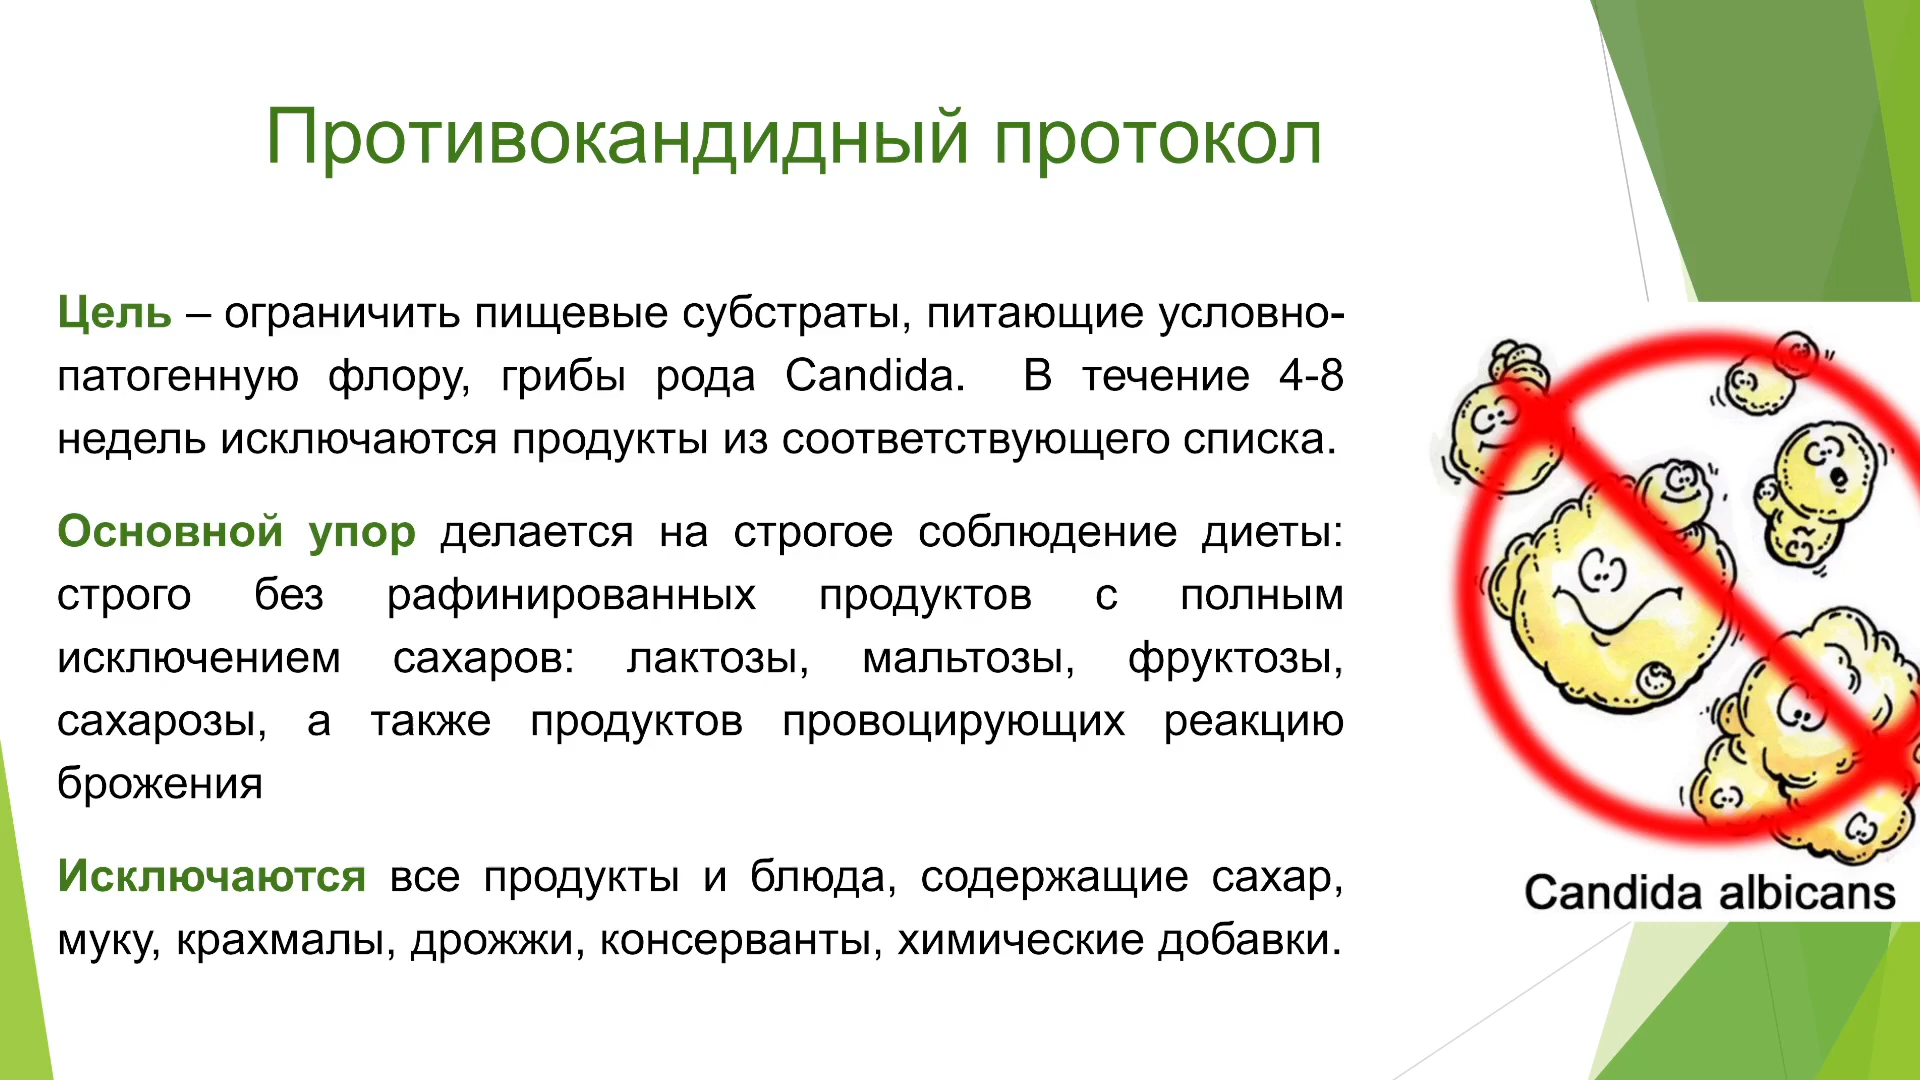 Противокандидный протокол
Цель – ограничить пищевые субстраты, питающие условно-
патогенную флору, грибы рода Candida. В течение 4-8
недель исключаются продукты из соответствующего списка.
Основной упор делается на строгое соблюдение диеты:
строго без рафинированных продуктов с полным
исключением сахаров: лактозы, мальтозы, фруктозы,
сахарозы, а также продуктов провоцирующих реакцию
брожения
Исключаются все продукты и блюда, содержащие сахар,
муку, крахмалы, дрожжи, консерванты, химические добавки.
Candida albicans